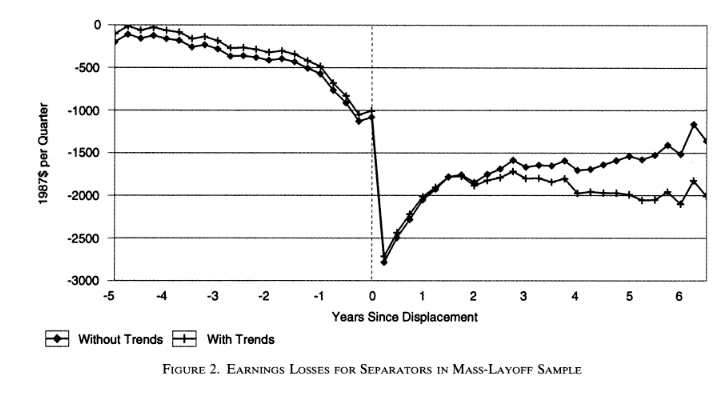 0
-500
-1000
-1500
-2000
-2500
-3000
1987$ per Quarter
-5 -4 -3 -2 -1 0 1 2 3 4 5 6
Years Since Displacement
Without Trends With Trends
FIGURE 2. EARNINGS LOSSES FOR SEPARATORS IN MASS-LAYOFF SAMPLE